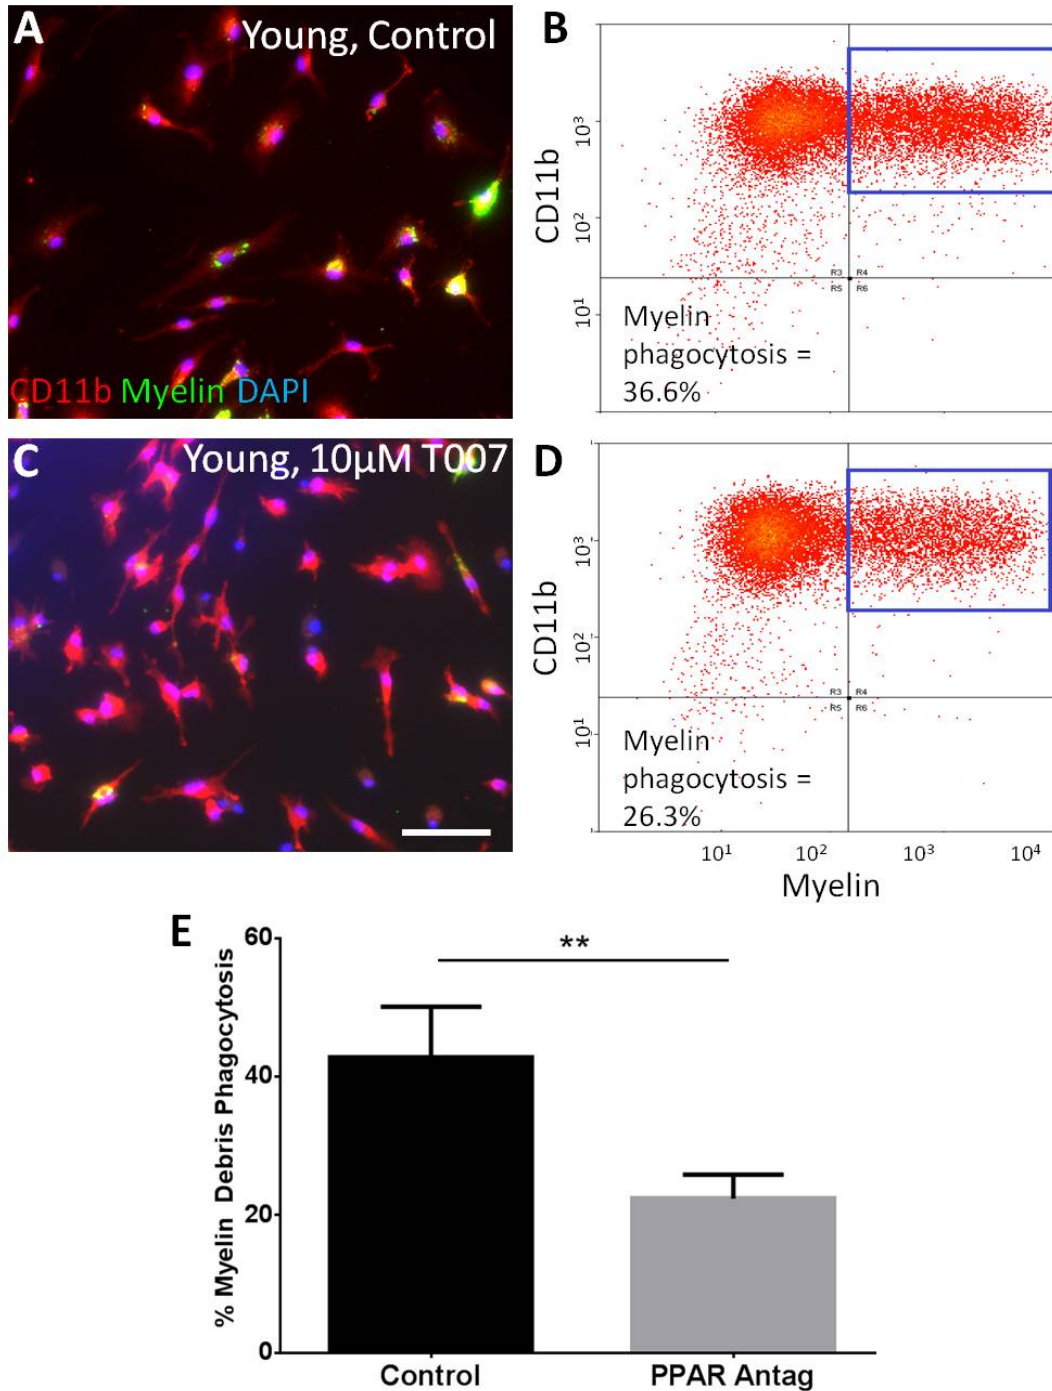 A
Young, Control
CD11b Myelin DAPI
B
CD11b
10³
10²
10¹
R3 R4
R5 R6
Myelin
phagocytosis =
36.6%
C
Young, 10µM T007
D
CD11b
10³
10²
10¹
R3 R4
R5 R6
Myelin
phagocytosis =
26.3%
10¹ 10² 10³ 10⁴
Myelin
E
% Myelin Debris Phagocytosis
60
40
20
0
**
Control PPAR Antag